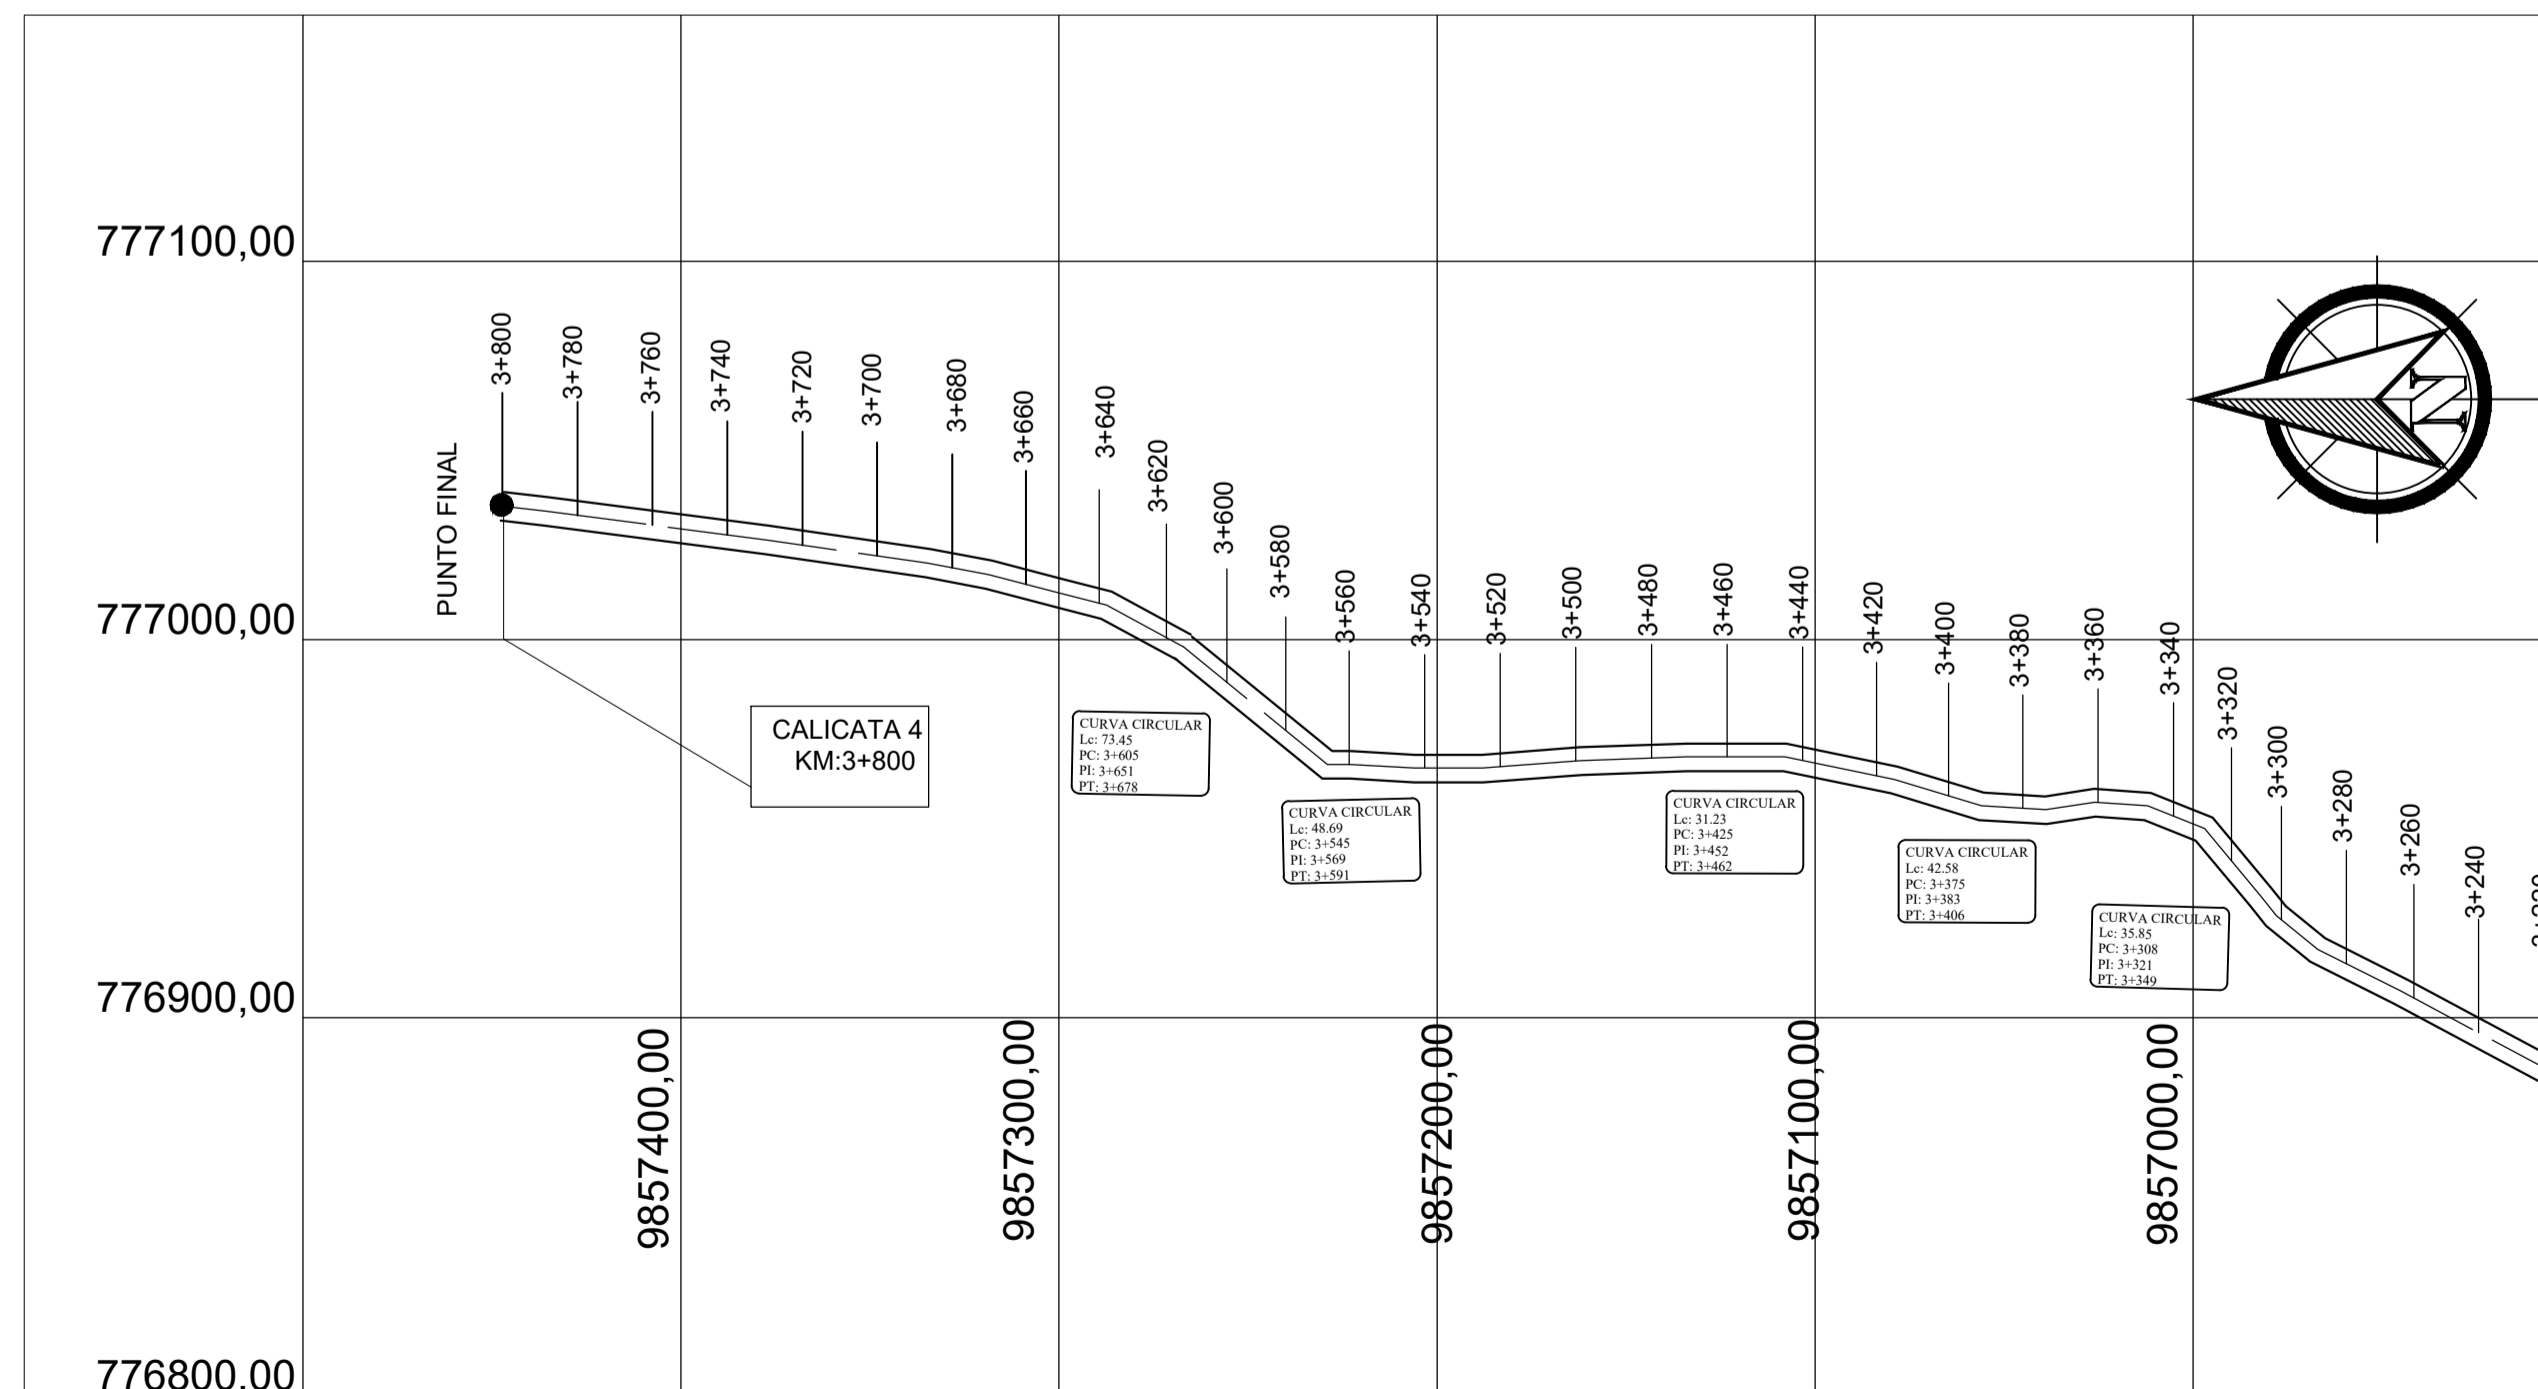 777100,00
777000,00
776900,00
776800,00
PUNTO FINAL
3+800
3+780
3+760
3+740
3+720
3+700
3+680
3+660
3+640
3+620
3+600
3+580
3+560
3+540
3+520
3+500
3+480
3+460
3+440
3+420
3+400
3+380
3+360
3+340
3+320
3+300
3+280
3+260
3+240
N
CALICATA 4
KM:3+800
CURVA CIRCULAR
Lc: 73.45
PC: 3+605
PI: 3+651
PT: 3+678
CURVA CIRCULAR
Lc: 48.69
PC: 3+545
PI: 3+569
PT: 3+591
CURVA CIRCULAR
Lc: 31.23
PC: 3+425
PI: 3+452
PT: 3+462
CURVA CIRCULAR
Lc: 42.58
PC: 3+375
PI: 3+383
PT: 3+406
CURVA CIRCULAR
Lc: 35.85
PC: 3+308
PI: 3+321
PT: 3+349
9857400,00
9857300,00
9857200,00
9857100,00
9857000,00